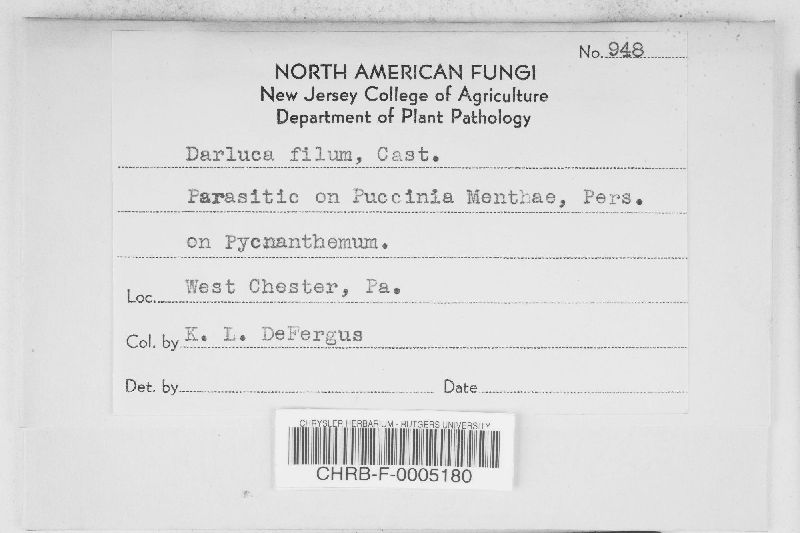 No. 948
NORTH AMERICAN FUNGI
New Jersey College of Agriculture
Department of Plant Pathology
Darluca filum, Cast.
Parasitic on Puccinia Menthae, Pers.
on Pycnanthemum.
Loc. West Chester, Pa.
Col. by K. L. DeFergus
Det. by Date
CHRYSLER HERBARIUM - RUTGERS UNIVERSITY
CHRB-F-0005180